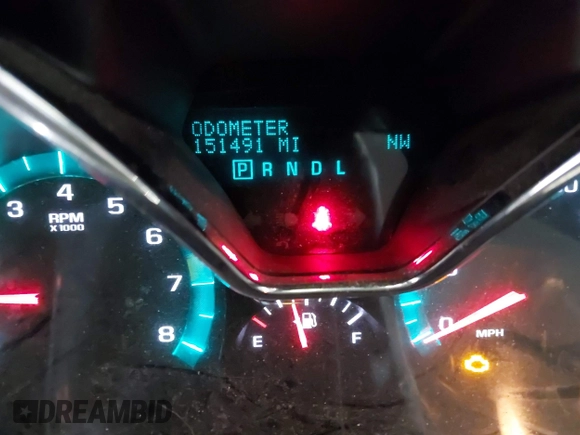 ODOMETER
151491 MI NW
P R N D L
3 4 5 6 7 8
RPM
X1000
E F
0
MPH
DREAMBID